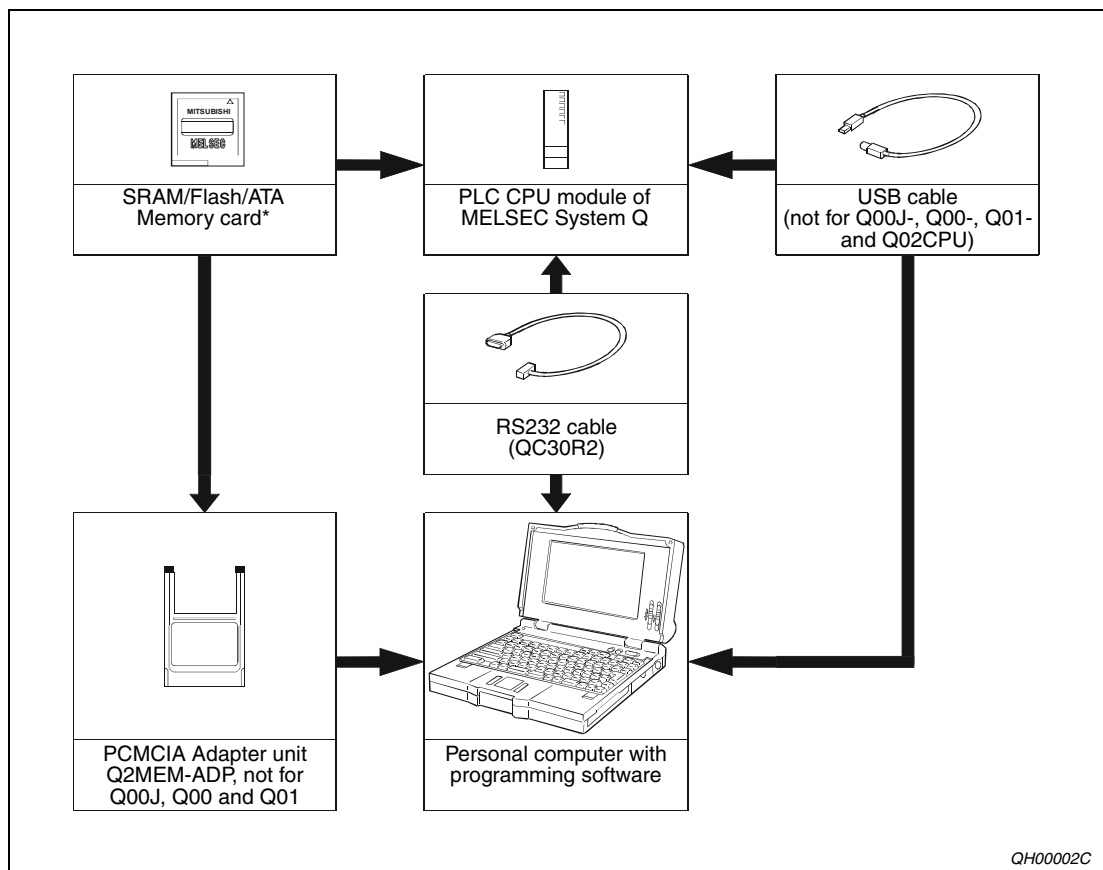 MITSUBISHI
MELSEC
SRAM/Flash/ATA
Memory card*
PLC CPU module of
MELSEC System Q
USB cable
(not for Q00J-, Q00-, Q01-
and Q02CPU)
RS232 cable
(QC30R2)
PCMCIA Adapter unit
Q2MEM-ADP, not for
Q00J, Q00 and Q01
Personal computer with
programming software
QH00002C